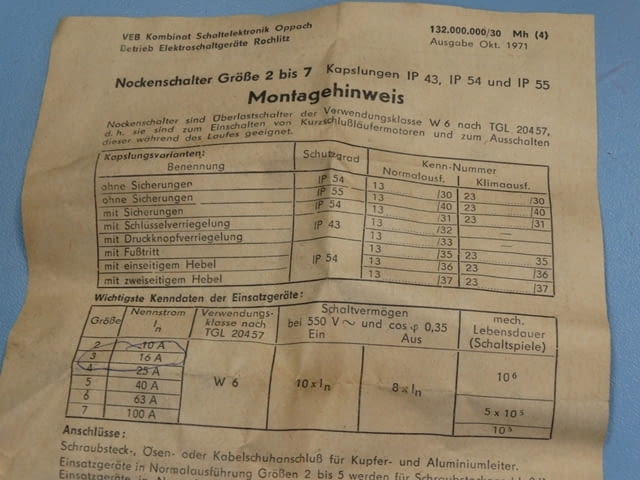 VEB Kombinat Schaltelektronik Oppach
Betrieb Elektroschaltgeräte Rochlitz
132.000.000/30 Mh (4)
Ausgabe Okt. 1971
Nockenschalter Größe 2 bis 7 Kapslungen IP 43, IP 54 und IP 55
Montagehinweis
Nockenschalter sind Überlastschalter der Verwendungsklasse W 6 nach TGL 20457,
d. h. sie sind zum Einschalten von Kurzschlußläufermotoren und zum Ausschalten
dieser während des Laufes geeignet.
Kapslungsvarianten: Benennung Schutzgrad Kenn-Nummer
Normalausf. Klimaausf.
ohne Sicherungen IP 54 13 /30 23 /30
ohne Sicherungen IP 55 13 /40 23 /40
mit Sicherungen IP 54 13 /31 23 /31
mit Schlüsselverriegelung IP 43 13 /32 —
mit Druckknopfverriegelung 13 /33 —
mit Fußtritt IP 54 13 /35 23 35
mit einseitigem Hebel 13 /36 23 /36
mit zweiseitigem Hebel 13 /37 23 /37
Wichtigste Kenndaten der Einsatzgeräte:
Größe Nennstrom In Verwendungsklasse nach TGL 20457 Schaltvermögen bei 550 V ~ und cos φ 0,35 Ein Aus mech. Lebensdauer (Schaltspiele)
2 10 A
3 16 A
4 25 A
5 40 A W 6 10 x In 8 x In 10⁶
6 63 A 5 x 10⁵
7 100 A 10⁵
Anschlüsse:
Schraubsteck-, Ösen- oder Kabelschuhanschluß für Kupfer- und Aluminiumleiter.
Einsatzgeräte in Normalausführung Größen 2 bis 5 werden für